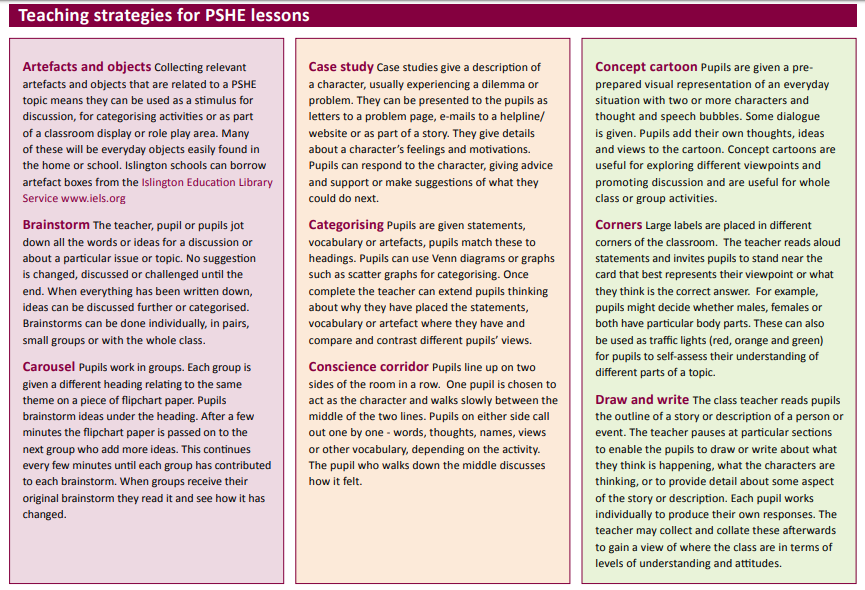 Teaching strategies for PSHE lessons
Artefacts and objects Collecting relevant
artefacts and objects that are related to a PSHE
topic means they can be used as a stimulus for
discussion, for categorising activities or as part
of a classroom display or role play area. Many
of these will be everyday objects easily found in
the home or school. Islington schools can borrow
artefact boxes from the Islington Education Library
Service www.iels.org
Brainstorm The teacher, pupil or pupils jot
down all the words or ideas for a discussion or
about a particular issue or topic. No suggestion
is changed, discussed or challenged until the
end. When everything has been written down,
ideas can be discussed further or categorised.
Brainstorms can be done individually, in pairs,
small groups or with the whole class.
Carousel Pupils work in groups. Each group is
given a different heading relating to the same
theme on a piece of flipchart paper. Pupils
brainstorm ideas under the heading. After a few
minutes the flipchart paper is passed on to the
next group who add more ideas. This continues
every few minutes until each group has contributed
to each brainstorm. When groups receive their
original brainstorm they read it and see how it has
changed.
Case study Case studies give a description of
a character, usually experiencing a dilemma or
problem. They can be presented to the pupils as
letters to a problem page, e-mails to a helpline/
website or as part of a story. They give details
about a character's feelings and motivations.
Pupils can respond to the character, giving advice
and support or make suggestions of what they
could do next.
Categorising Pupils are given statements,
vocabulary or artefacts, pupils match these to
headings. Pupils can use Venn diagrams or graphs
such as scatter graphs for categorising. Once
complete the teacher can extend pupils thinking
about why they have placed the statements,
vocabulary or artefact where they have and
compare and contrast different pupils' views.
Conscience corridor Pupils line up on two
sides of the room in a row. One pupil is chosen to
act as the character and walks slowly between the
middle of the two lines. Pupils on either side call
out one by one - words, thoughts, names, views
or other vocabulary, depending on the activity.
The pupil who walks down the middle discusses
how it felt.
Concept cartoon Pupils are given a pre-
prepared visual representation of an everyday
situation with two or more characters and
thought and speech bubbles. Some dialogue
is given. Pupils add their own thoughts, ideas
and views to the cartoon. Concept cartoons are
useful for exploring different viewpoints and
promoting discussion and are useful for whole
class or group activities.
Corners Large labels are placed in different
corners of the classroom. The teacher reads aloud
statements and invites pupils to stand near the
card that best represents their viewpoint or what
they think is the correct answer. For example,
pupils might decide whether males, females or
both have particular body parts. These can also
be used as traffic lights (red, orange and green)
for pupils to self-assess their understanding of
different parts of a topic.
Draw and write The class teacher reads pupils
the outline of a story or description of a person or
event. The teacher pauses at particular sections
to enable the pupils to draw or write about what
they think is happening, what the characters are
thinking, or to provide detail about some aspect
of the story or description. Each pupil works
individually to produce their own responses. The
teacher may collect and collate these afterwards
to gain a view of where the class are in terms of
levels of understanding and attitudes.